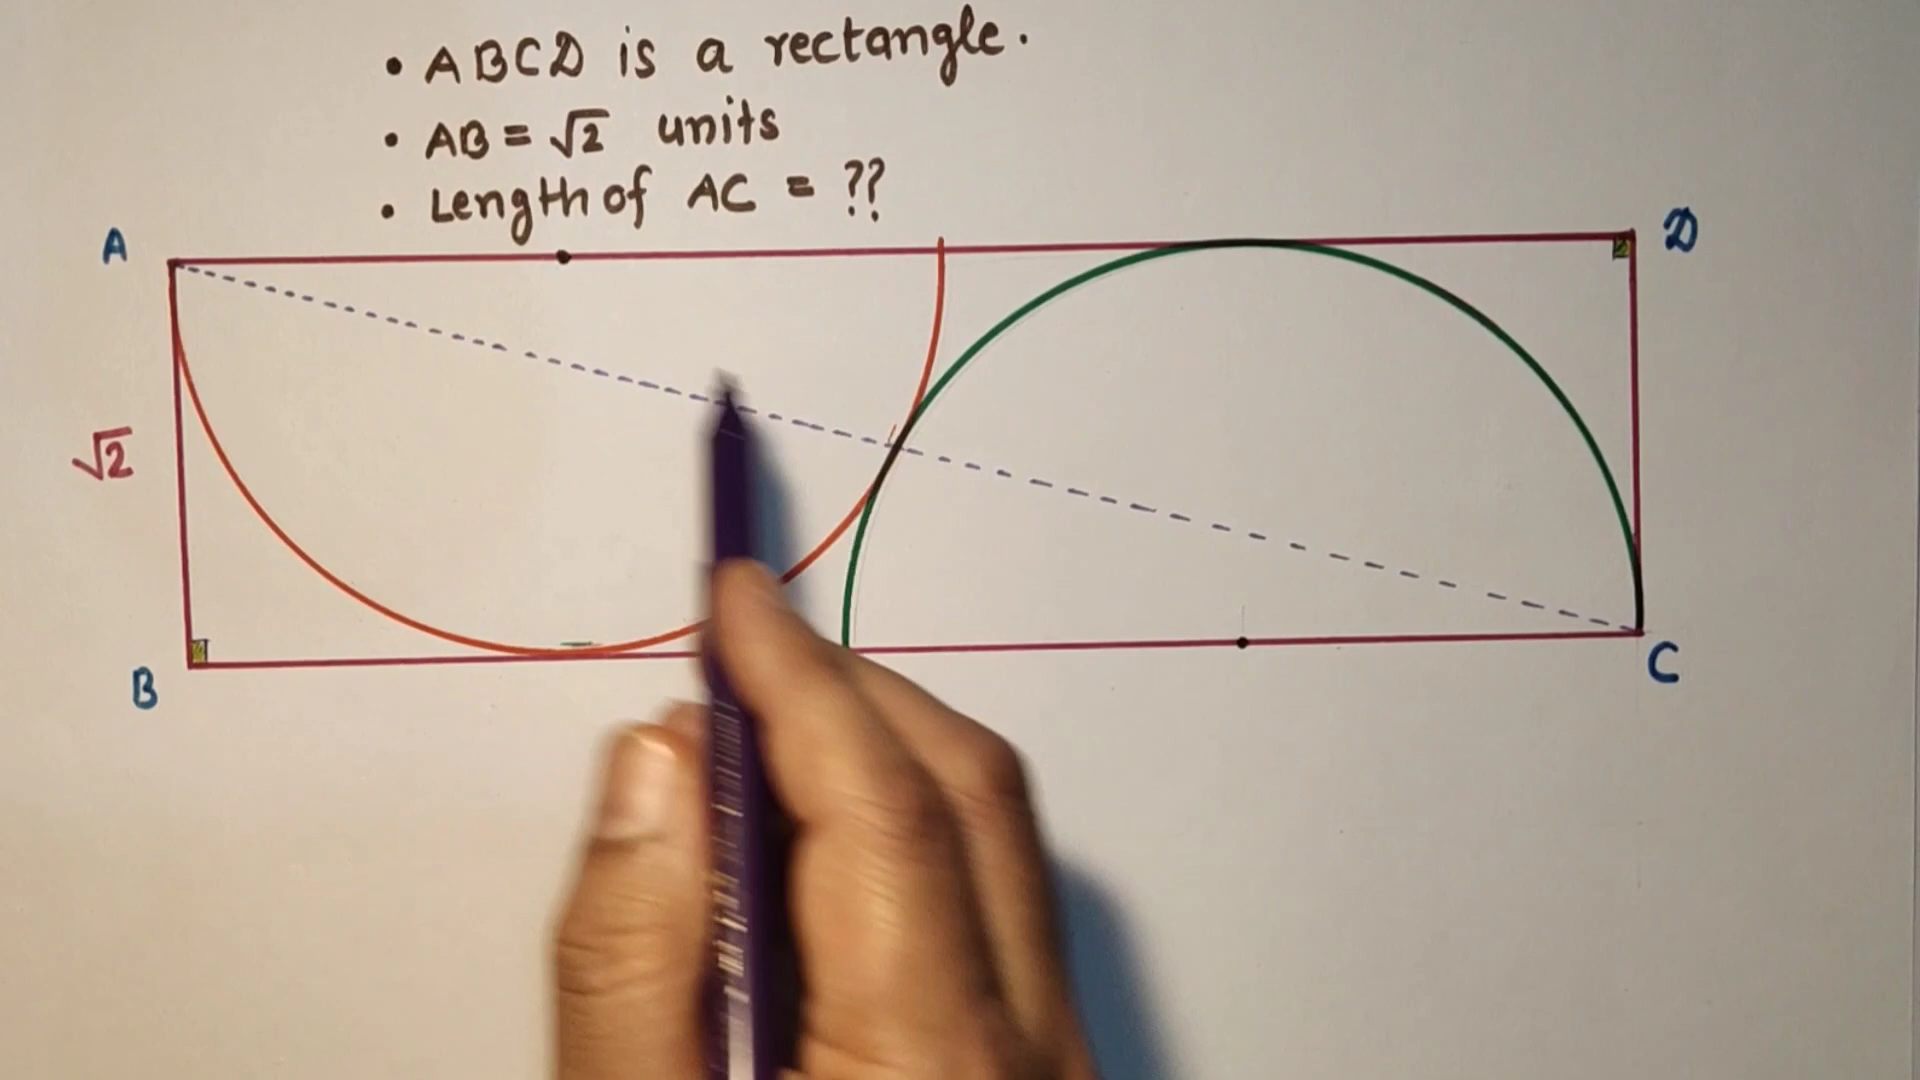 • ABCD is a rectangle.
• AB = √2 units
• Length of AC = ??
A
D
√2
B
C